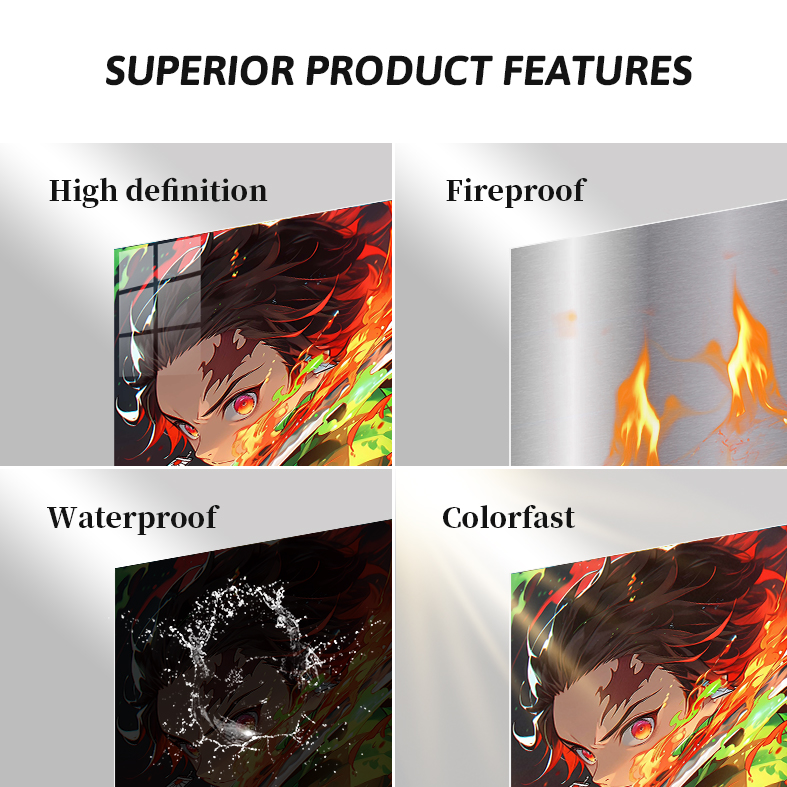 SUPERIOR PRODUCT FEATURES
High definition
Fireproof
Waterproof
Colorfast